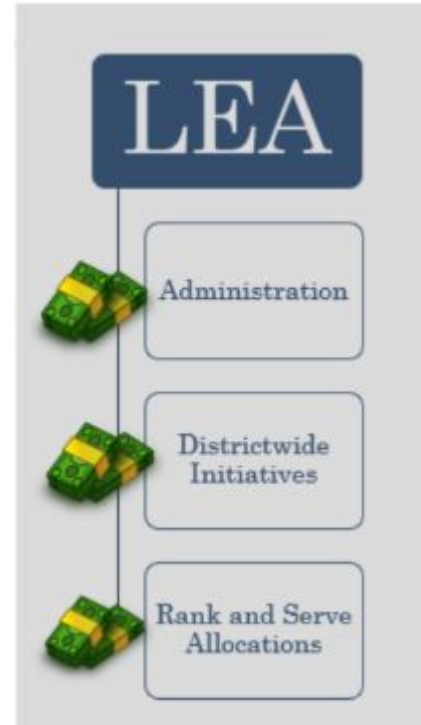 LEA
Administration
Districtwide
Initiatives
Rank and Serve
Allocations